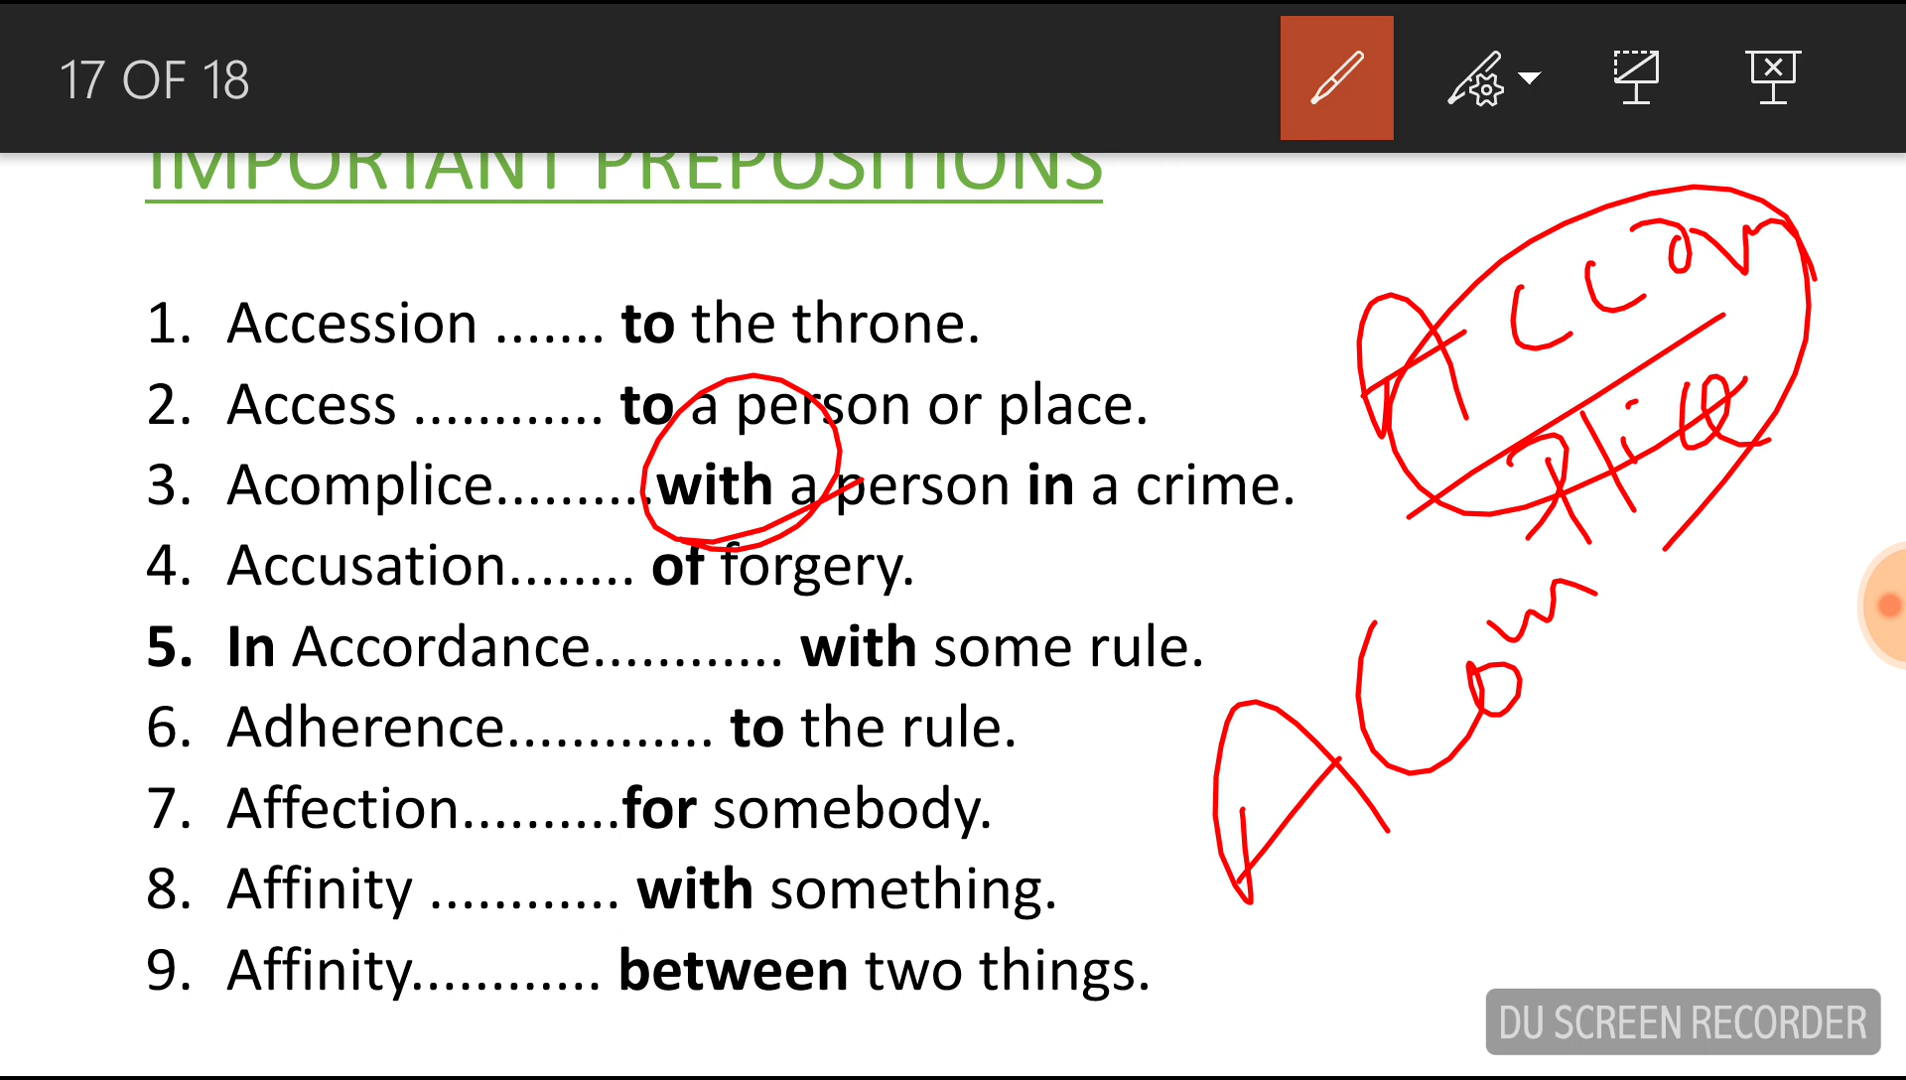 17 OF 18
IMPORTANT PREPOSITIONS
1. Accession ....... to the throne.
2. Access ............ to a person or place.
3. Acomplice..........with a person in a crime.
4. Accusation........ of forgery.
5. In Accordance............ with some rule.
6. Adherence............. to the rule.
7. Affection..........for somebody.
8. Affinity ............ with something.
9. Affinity............ between two things.
Accom
Acom
DU SCREEN RECORDER